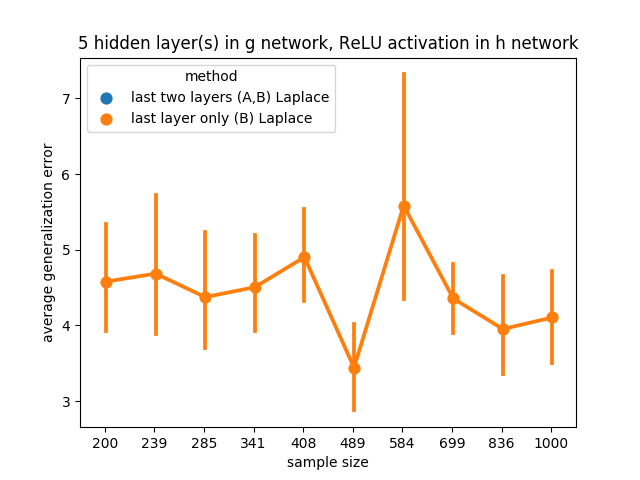 5 hidden layer(s) in g network, ReLU activation in h network
method
last two layers (A,B) Laplace
last layer only (B) Laplace
average generalization error
7
6
5
4
3
200 239 285 341 408 489 584 699 836 1000
sample size